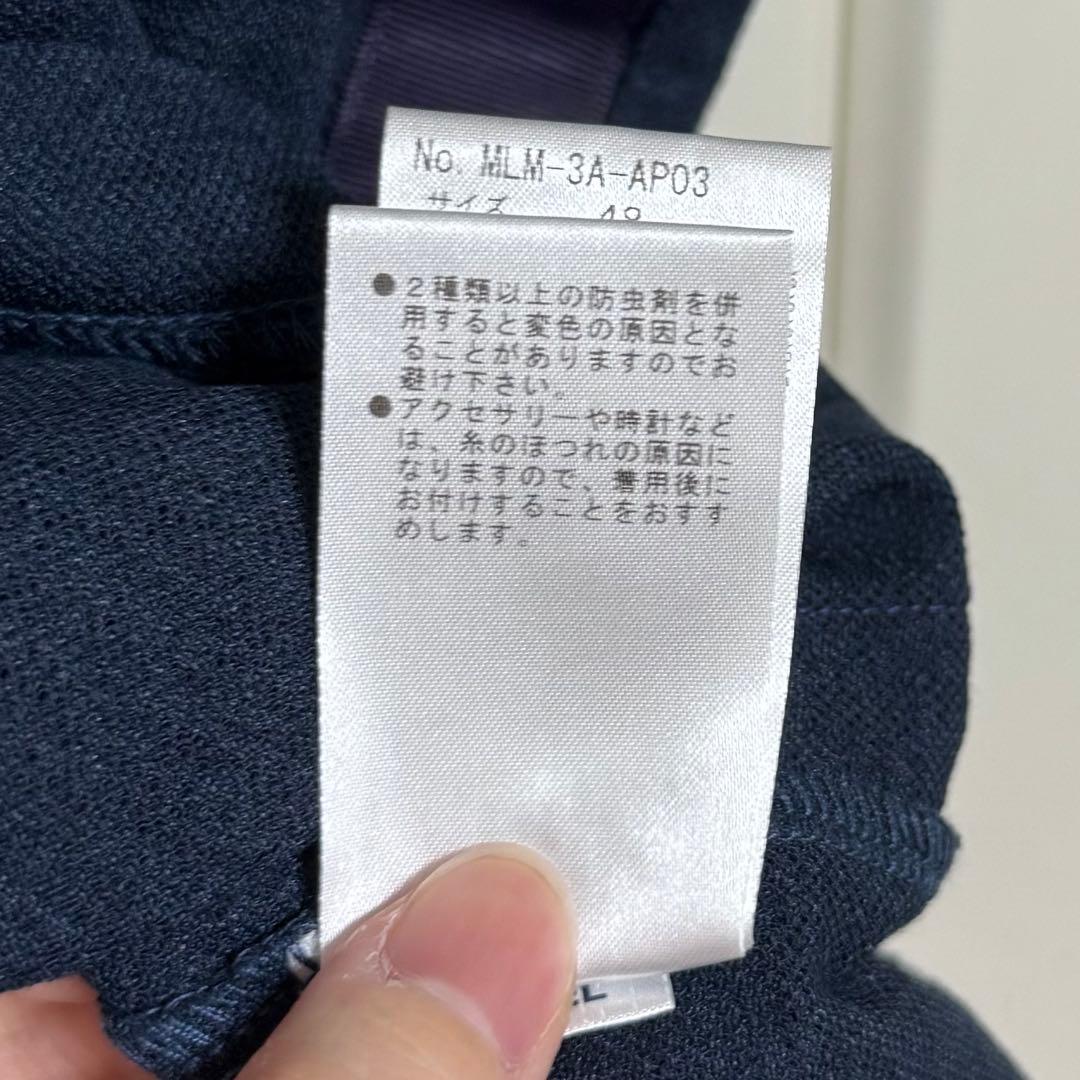 No. MLM-3A-AP03
サイズ 48
●2種類以上の防虫剤を併
用すると変色の原因とな
ることがありますのでお
避け下さい。
●アクセサリーや時計など
は、糸のほつれの原因に
なりますので、着用後に
お付けすることをおすす
めします。